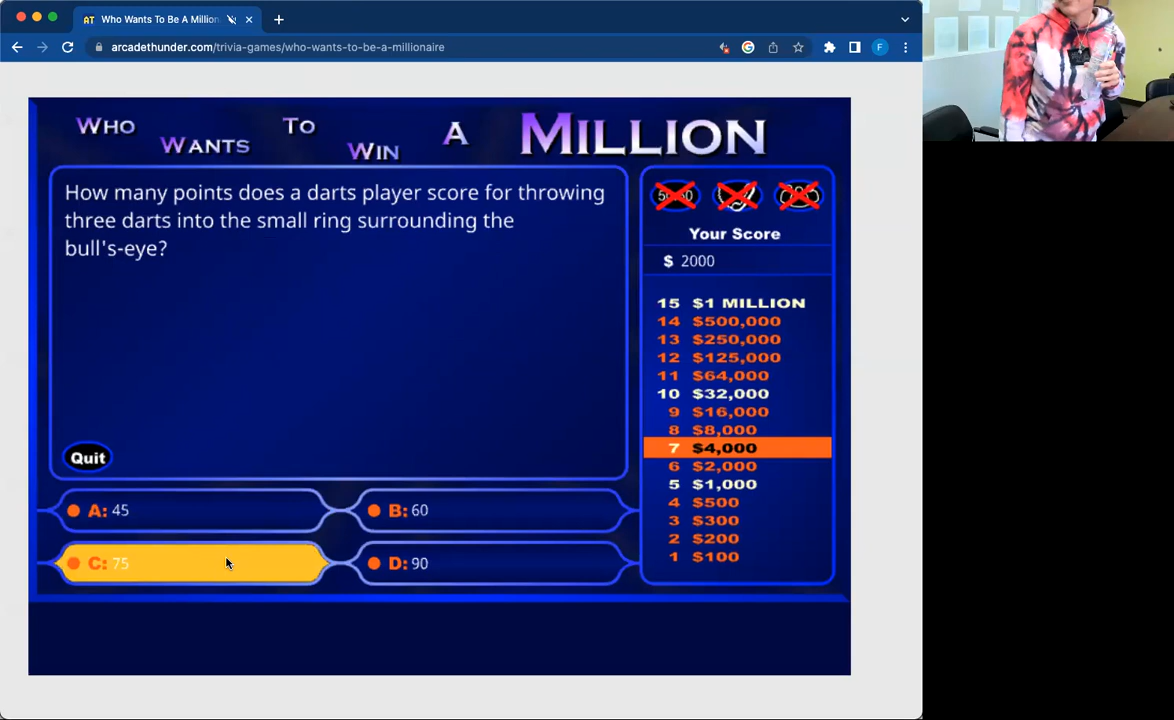 Who Wants To Be A Million
arcadethunder.com/trivia-games/who-wants-to-be-a-millionaire
F
WHO WANTS TO WIN A MILLION
How many points does a darts player score for throwing
three darts into the small ring surrounding the
bull's-eye?
Quit
A: 45
B: 60
C: 75
D: 90
Your Score
$ 2000
15 $1 MILLION
14 $500,000
13 $250,000
12 $125,000
11 $64,000
10 $32,000
9 $16,000
8 $8,000
7 $4,000
6 $2,000
5 $1,000
4 $500
3 $300
2 $200
1 $100